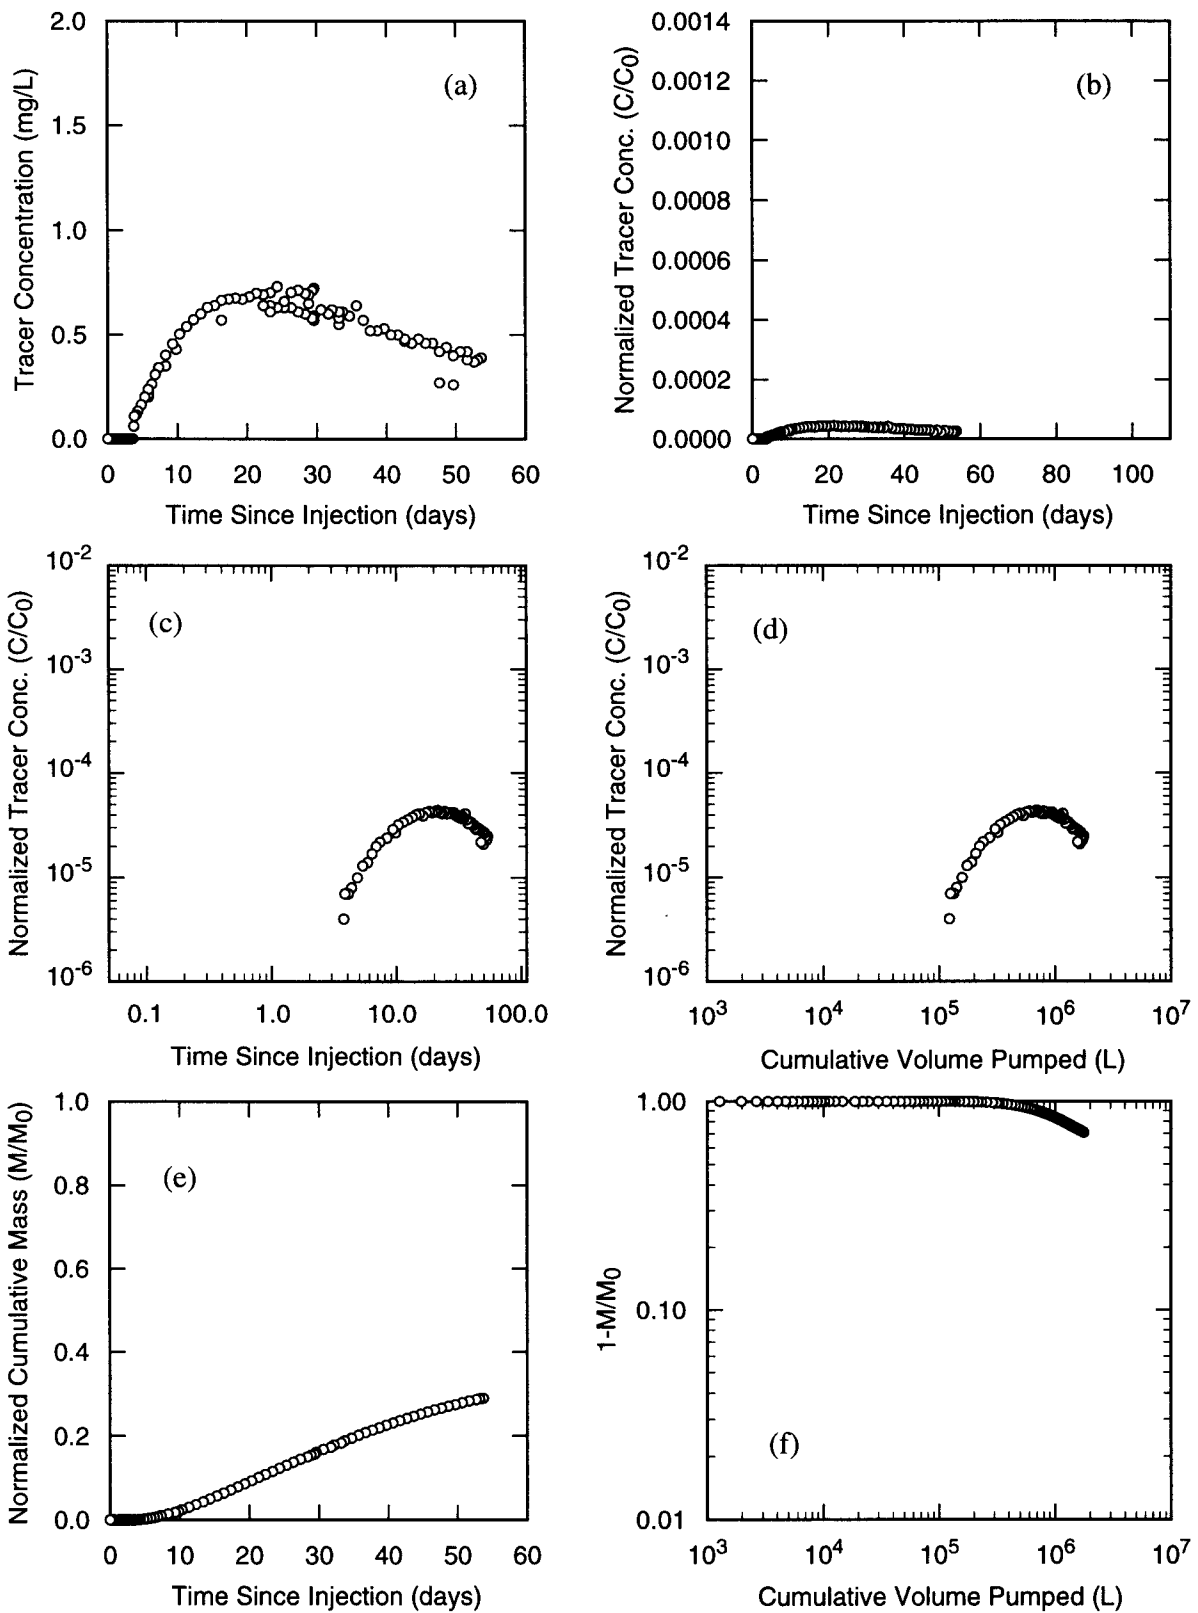 (a)
Tracer Concentration (mg/L)
2.0
1.5
1.0
0.5
0.0
0 10 20 30 40 50 60
Time Since Injection (days)
(b)
Normalized Tracer Conc. (C/C0)
0.0014
0.0012
0.0010
0.0008
0.0006
0.0004
0.0002
0.0000
0 20 40 60 80 100
Time Since Injection (days)
(c)
Normalized Tracer Conc. (C/C0)
10-2
10-3
10-4
10-5
10-6
0.1 1.0 10.0 100.0
Time Since Injection (days)
(d)
Normalized Tracer Conc. (C/C0)
10-2
10-3
10-4
10-5
10-6
103 104 105 106 107
Cumulative Volume Pumped (L)
(e)
Normalized Cumulative Mass (M/M0)
1.0
0.8
0.6
0.4
0.2
0.0
0 10 20 30 40 50 60
Time Since Injection (days)
(f)
1-M/M0
1.00
0.10
0.01
103 104 105 106 107
Cumulative Volume Pumped (L)